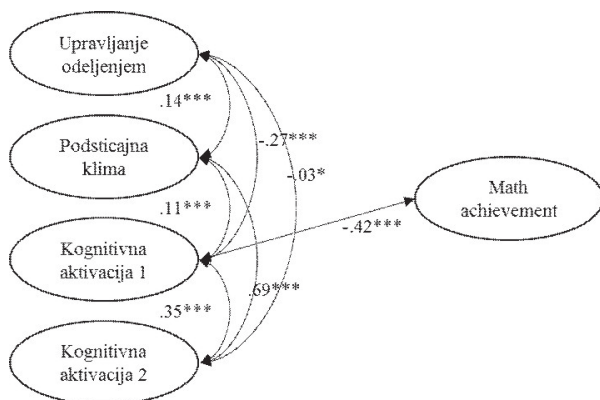 Upravljanje
odeljenjem
.14***
-.27***
Podsticajna
klima
-.03*
Math
achievement
.11***
-.42***
Kognitivna
aktivacija 1
.69***
.35***
Kognitivna
aktivacija 2